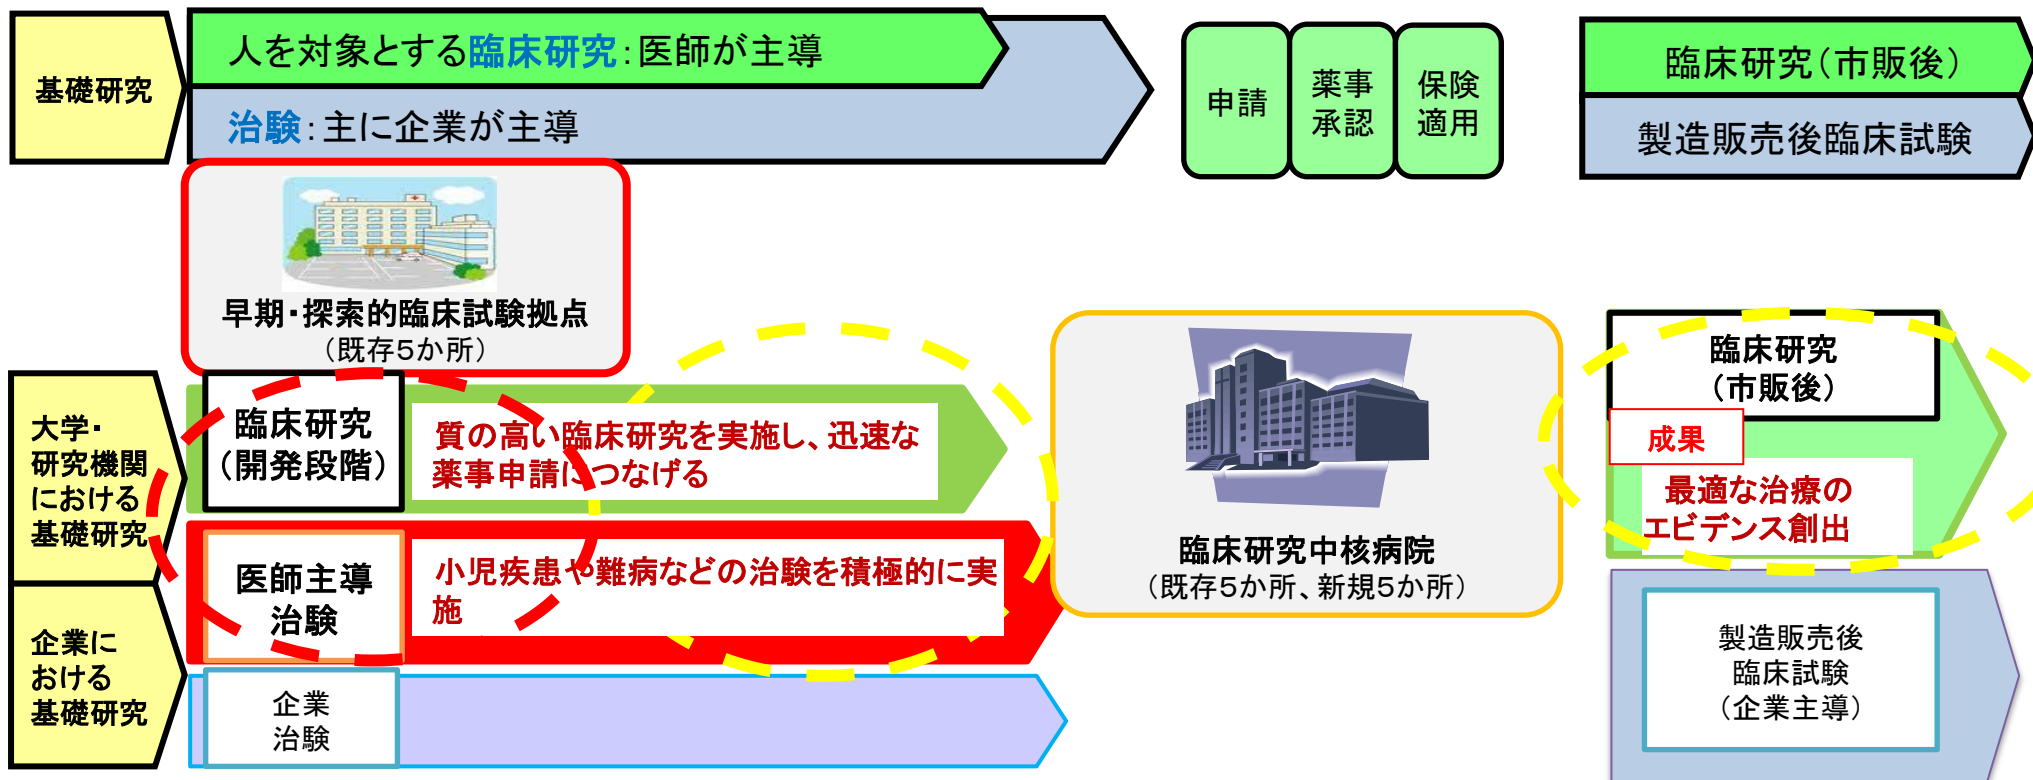 基礎研究
人を対象とする臨床研究：医師が主導
治験：主に企業が主導
申請
薬事
承認
保険
適用
臨床研究（市販後）
製造販売後臨床試験
早期・探索的臨床試験拠点
（既存５か所）
大学・
研究機関
における
基礎研究
臨床研究
（開発段階）
質の高い臨床研究を実施し、迅速な
薬事申請につなげる
医師主導
治験
小児疾患や難病などの治験を積極的に実
施
企業に
おける
基礎研究
企業
治験
臨床研究中核病院
（既存５か所、新規５か所）
臨床研究
（市販後）
成果
最適な治療の
エビデンス創出
製造販売後
臨床試験
（企業主導）